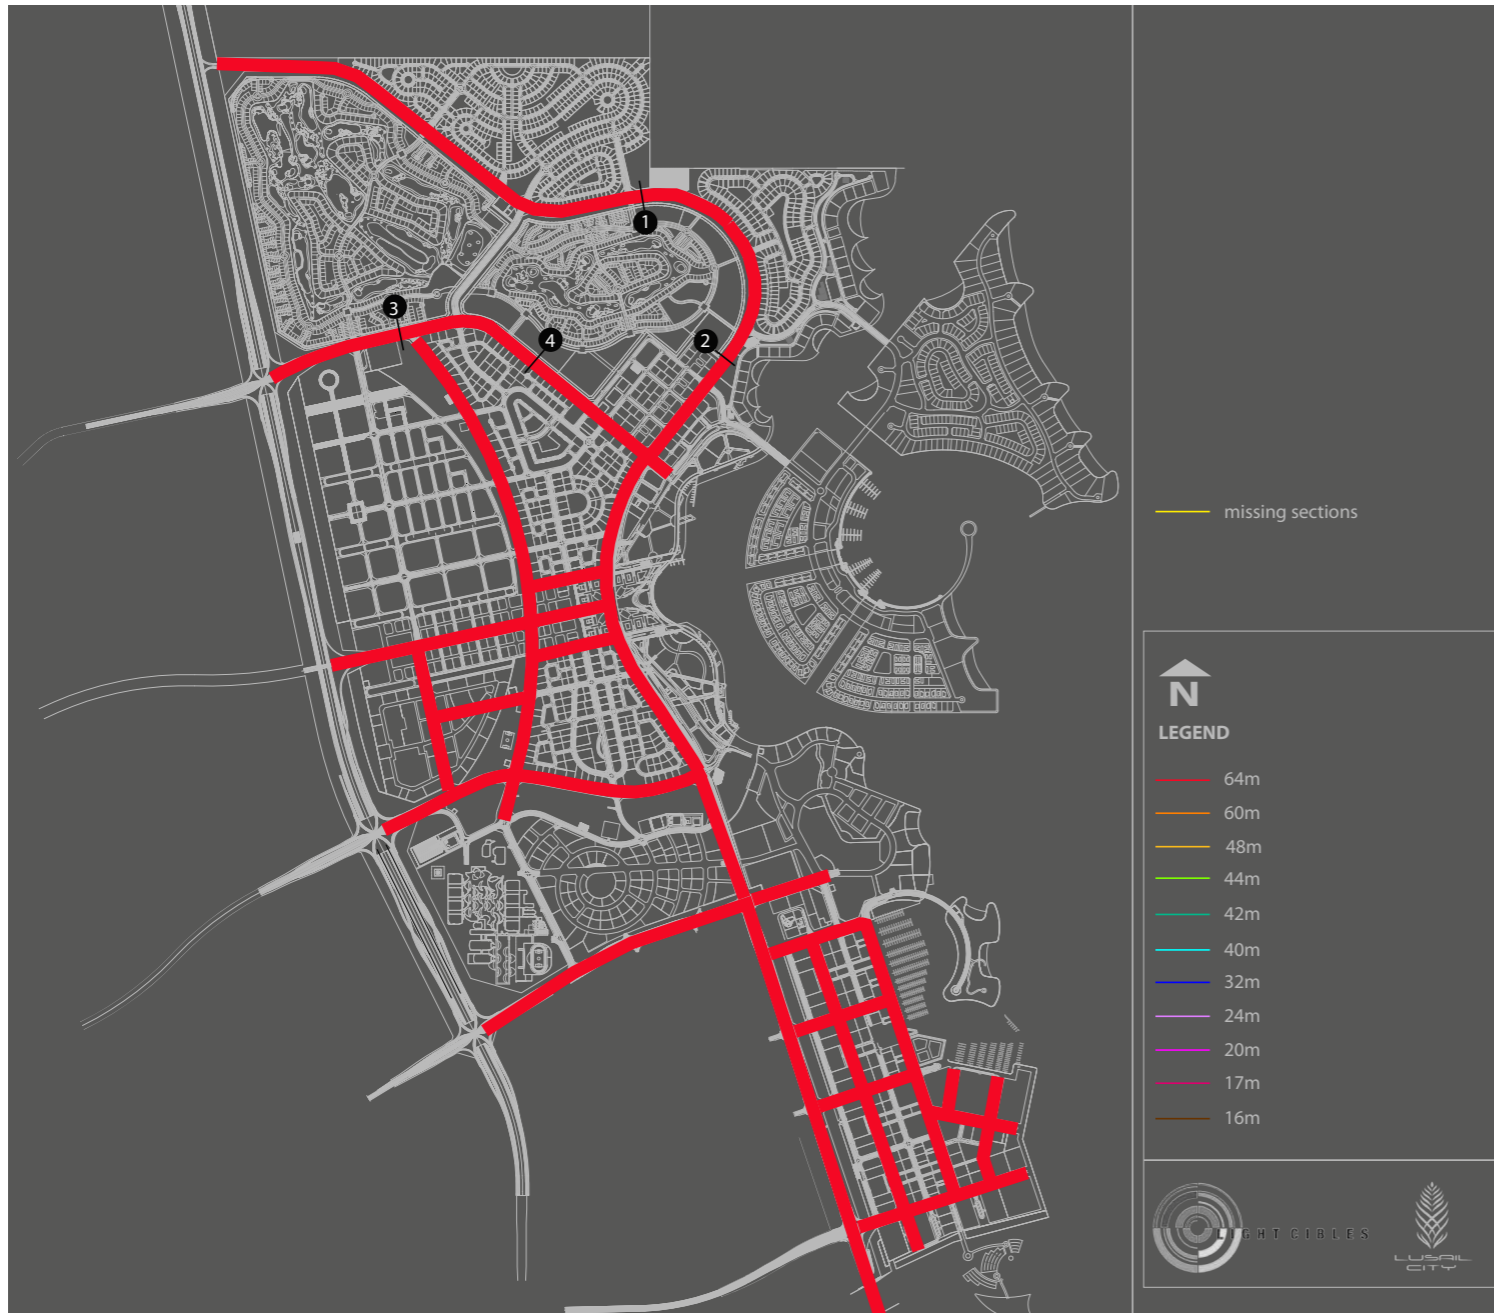 1
3
4
2
missing sections
N
LEGEND
64m
60m
48m
44m
42m
40m
32m
24m
20m
17m
16m
LIGHT CIBLES
LUSAIL
CITY